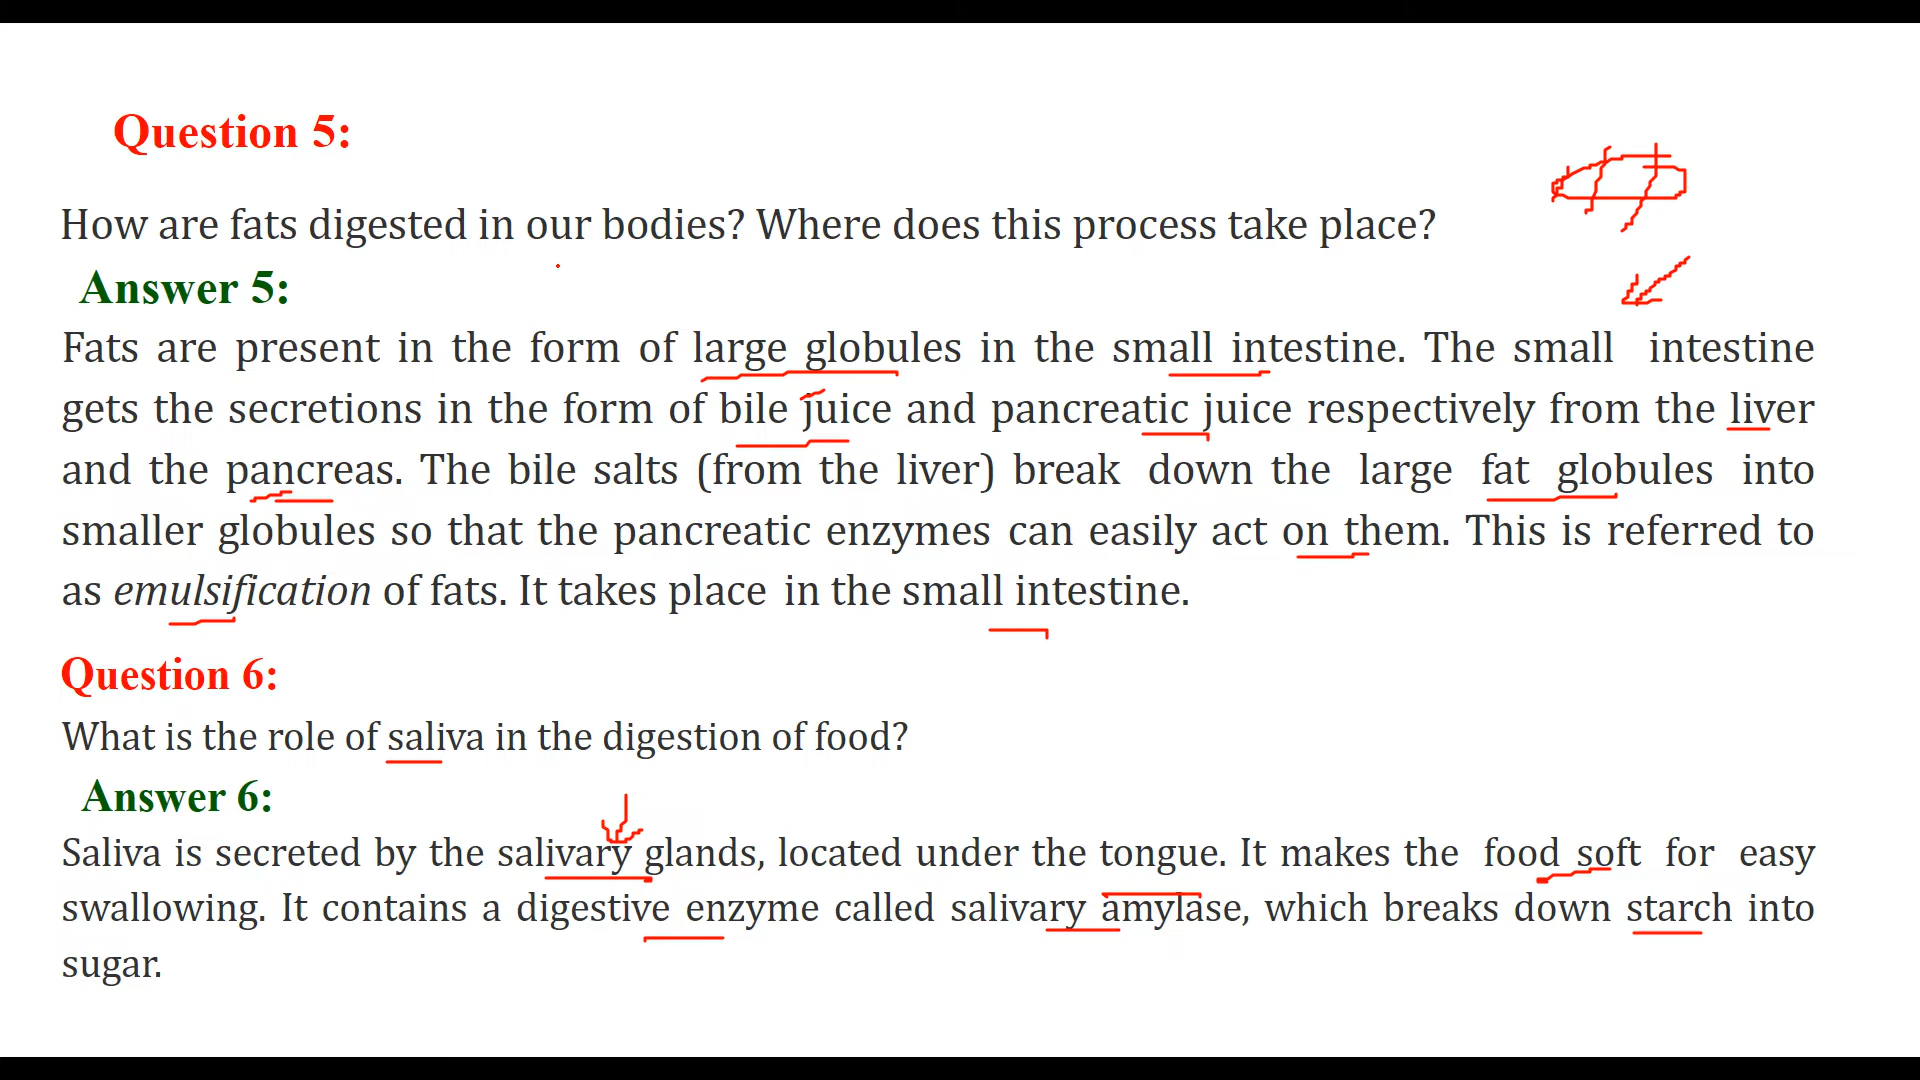 Question 5:
How are fats digested in our bodies? Where does this process take place?
Answer 5:
Fats are present in the form of large globules in the small intestine. The small intestine
gets the secretions in the form of bile juice and pancreatic juice respectively from the liver
and the pancreas. The bile salts (from the liver) break down the large fat globules into
smaller globules so that the pancreatic enzymes can easily act on them. This is referred to
as emulsification of fats. It takes place in the small intestine.
Question 6:
What is the role of saliva in the digestion of food?
Answer 6:
Saliva is secreted by the salivary glands, located under the tongue. It makes the food soft for easy
swallowing. It contains a digestive enzyme called salivary amylase, which breaks down starch into
sugar.